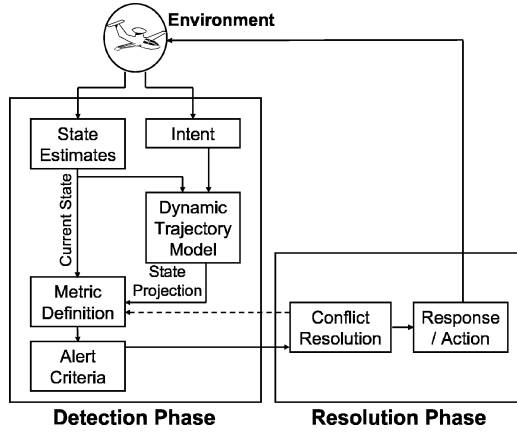 Environment
State
Estimates
Intent
Current State
Dynamic
Trajectory
Model
State
Projection
Metric
Definition
Conflict
Resolution
Response
/ Action
Alert
Criteria
Detection Phase
Resolution Phase